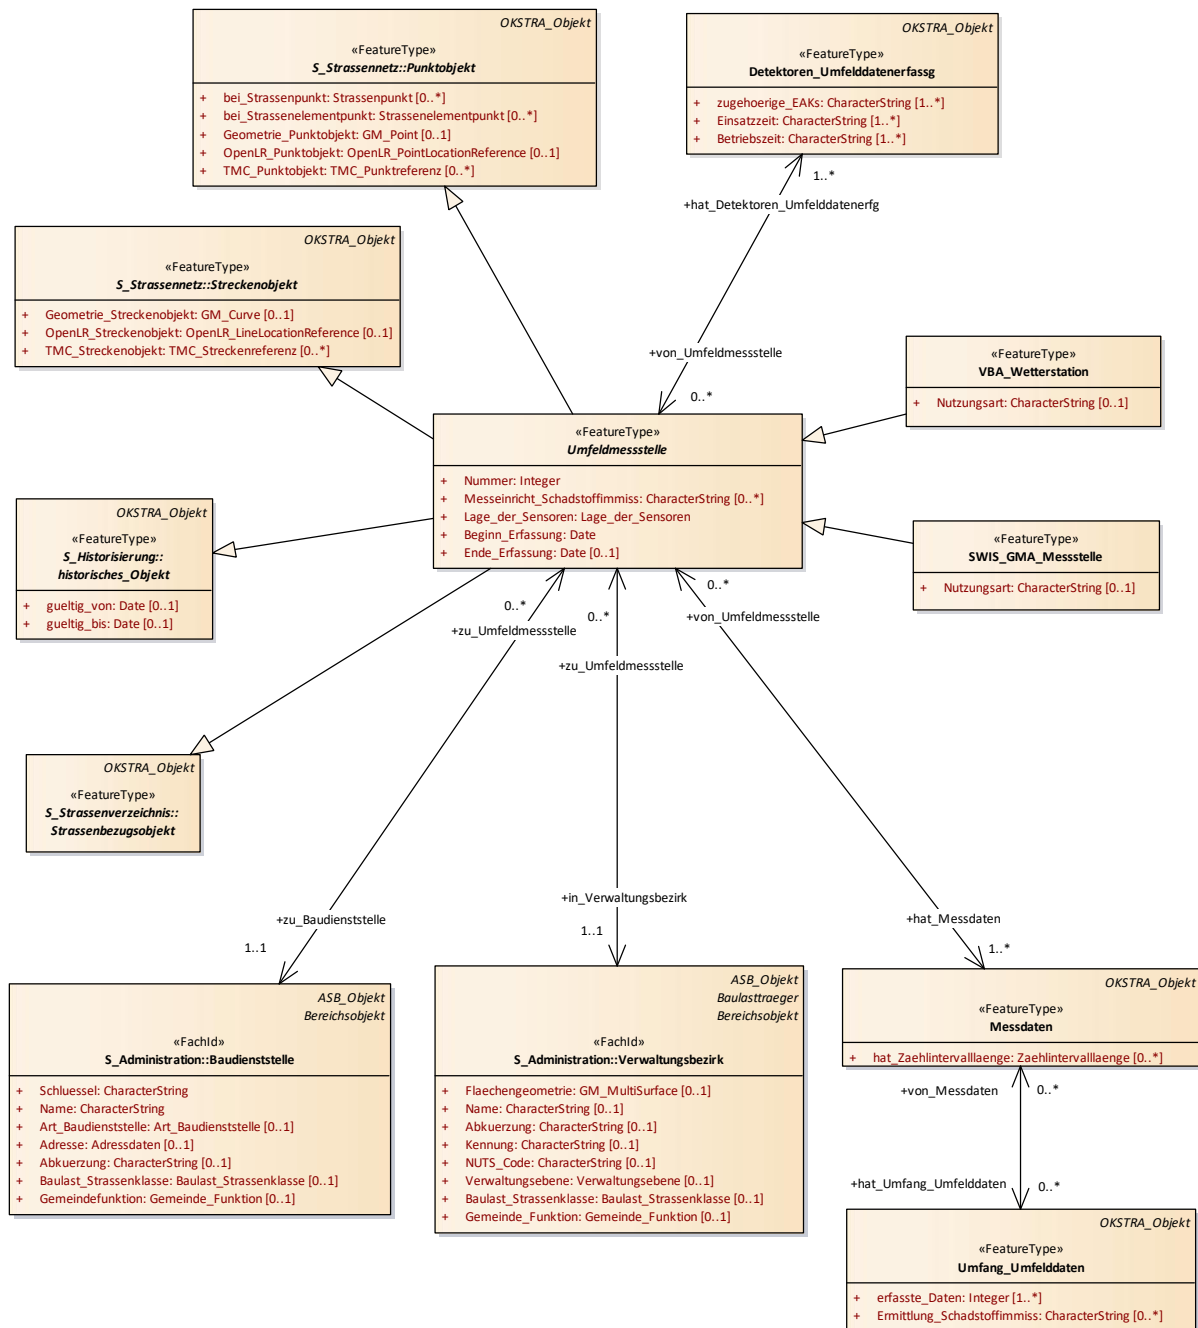 OKSTRA_Objekt
«FeatureType»
S_Strassennetz::Punktobjekt
+ bei_Strassenpunkt: Strassenpunkt [0..*]
+ bei_Strassenelementpunkt: Strassenelementpunkt [0..*]
+ Geometrie_Punktobjekt: GM_Point [0..1]
+ OpenLR_Punktobjekt: OpenLR_PointLocationReference [0..1]
+ TMC_Punktobjekt: TMC_Punktreferenz [0..*]
OKSTRA_Objekt
«FeatureType»
Detektoren_Umfelddatenerfassg
+ zugehoerige_EAKs: CharacterString [1..*]
+ Einsatzzeit: CharacterString [1..*]
+ Betriebszeit: CharacterString [1..*]
1..*
+hat_Detektoren_Umfelddatenerfg
OKSTRA_Objekt
«FeatureType»
S_Strassennetz::Streckenobjekt
+ Geometrie_Streckenobjekt: GM_Curve [0..1]
+ OpenLR_Streckenobjekt: OpenLR_LineLocationReference [0..1]
+ TMC_Streckenobjekt: TMC_Streckenreferenz [0..*]
+von_Umfeldmessstelle
0..*
«FeatureType»
VBA_Wetterstation
+ Nutzungsart: CharacterString [0..1]
«FeatureType»
Umfeldmessstelle
+ Nummer: Integer
+ Messeinricht_Schadstoffimmiss: CharacterString [0..*]
+ Lage_der_Sensoren: Lage_der_Sensoren
+ Beginn_Erfassung: Date
+ Ende_Erfassung: Date [0..1]
OKSTRA_Objekt
«FeatureType»
S_Historisierung::
historisches_Objekt
+ gueltig_von: Date [0..1]
+ gueltig_bis: Date [0..1]
«FeatureType»
SWIS_GMA_Messstelle
+ Nutzungsart: CharacterString [0..1]
0..*
+zu_Umfeldmessstelle
0..*
+zu_Umfeldmessstelle
0..*
+von_Umfeldmessstelle
OKSTRA_Objekt
«FeatureType»
S_Strassenverzeichnis::
Strassenbezugsobjekt
+zu_Baudienststelle
1..1
+in_Verwaltungsbezirk
1..1
+hat_Messdaten
1..*
ASB_Objekt
Bereichsobjekt
«FachId»
S_Administration::Baudienststelle
+ Schluessel: CharacterString
+ Name: CharacterString
+ Art_Baudienststelle: Art_Baudienststelle [0..1]
+ Adresse: Adressdaten [0..1]
+ Abkuerzung: CharacterString [0..1]
+ Baulast_Strassenklasse: Baulast_Strassenklasse [0..1]
+ Gemeindefunktion: Gemeinde_Funktion [0..1]
ASB_Objekt
Baulasttraeger
Bereichsobjekt
«FachId»
S_Administration::Verwaltungsbezirk
+ Flaechengeometrie: GM_MultiSurface [0..1]
+ Name: CharacterString [0..1]
+ Abkuerzung: CharacterString [0..1]
+ Kennung: CharacterString [0..1]
+ NUTS_Code: CharacterString [0..1]
+ Verwaltungsebene: Verwaltungsebene [0..1]
+ Baulast_Strassenklasse: Baulast_Strassenklasse [0..1]
+ Gemeinde_Funktion: Gemeinde_Funktion [0..1]
OKSTRA_Objekt
«FeatureType»
Messdaten
+ hat_Zaehlintervalllaenge: Zaehlintervalllaenge [0..*]
+von_Messdaten
0..*
+hat_Umfang_Umfelddaten
0..*
OKSTRA_Objekt
«FeatureType»
Umfang_Umfelddaten
+ erfasste_Daten: Integer [1..*]
+ Ermittlung_Schadstoffimmiss: CharacterString [0..*]